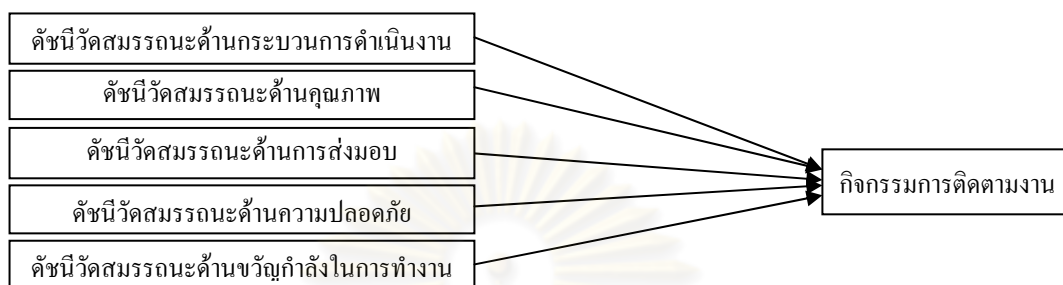 ดัชนีวัดสมรรถนะด้านกระบวนการดำเนินงาน
ดัชนีวัดสมรรถนะด้านคุณภาพ
ดัชนีวัดสมรรถนะด้านการส่งมอบ
กิจกรรมการติดตามงาน
ดัชนีวัดสมรรถนะด้านความปลอดภัย
ดัชนีวัดสมรรถนะด้านขวัญกำลังในการทำงาน